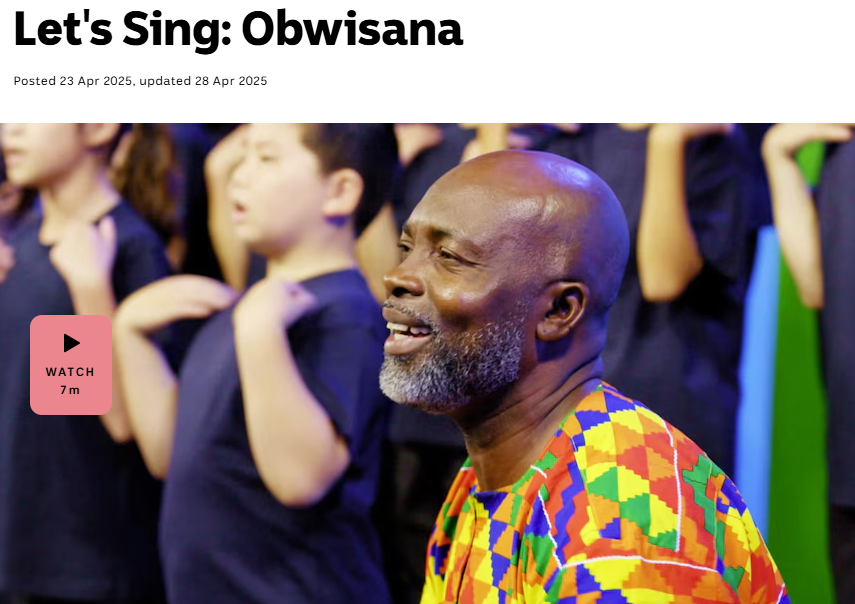 Let's Sing: Obwisana
Posted 23 Apr 2025, updated 28 Apr 2025
WATCH
7m